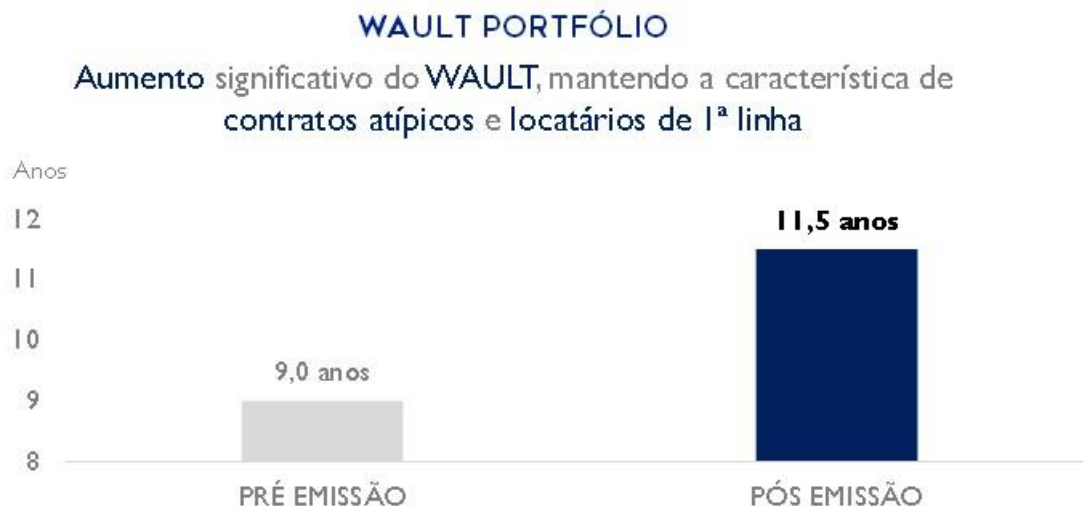 WAULT PORTFÓLIO
Aumento significativo do WAULT, mantendo a característica de
contratos atípicos e locatários de 1ª linha
Anos
12
11,5 anos
11
10
9,0 anos
9
8
PRÉ EMISSÃO PÓS EMISSÃO